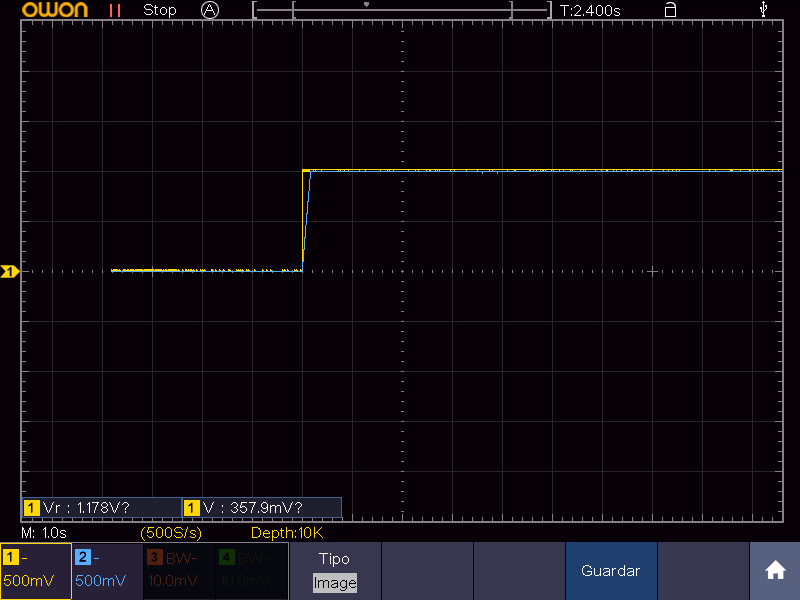 OWON Stop A T:2.400s
1
1 Vr : 1.178V? 1 V : 357.9mV?
M: 1.0s (500S/s) Depth:10K
1 - 2 - 3 BW- 4 BW- Tipo
500mV 500mV 10.0mV 10.0mV Image Guardar